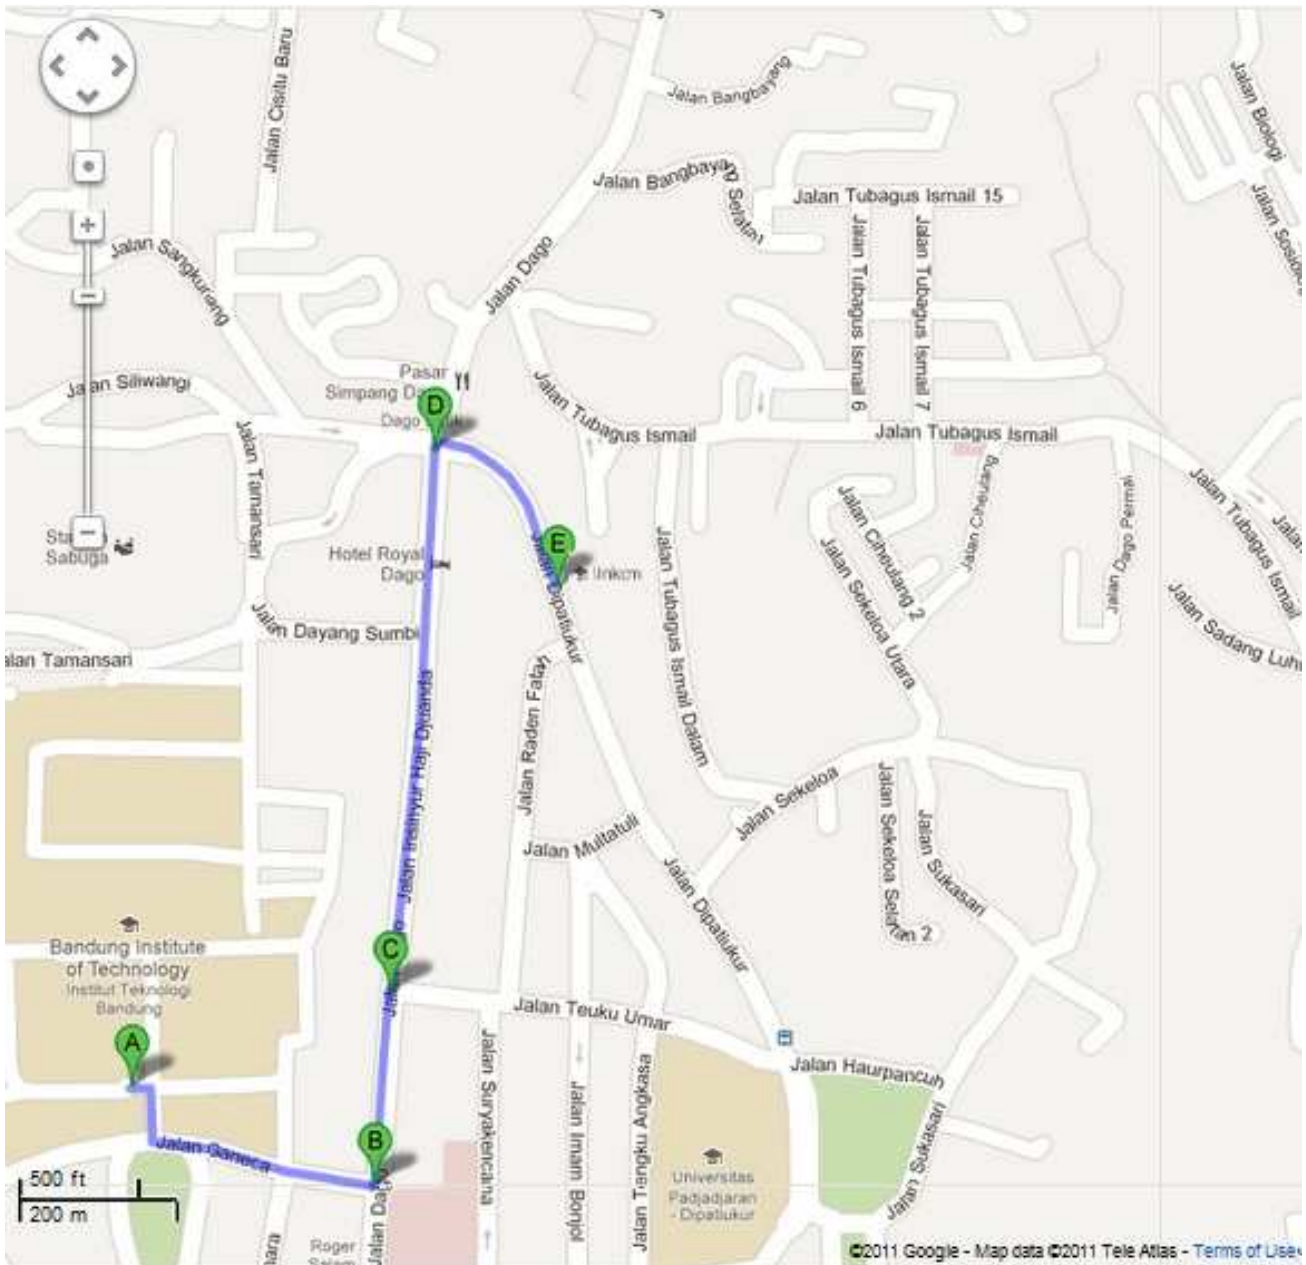 Jalan Cisitu Baru
Jalan Bangbayang
Jalan Biologi
Jalan Bangbayang Selatan
Jalan Tubagus Ismail 15
Jalan Sangkuriang
Jalan Dago
Jalan Tubagus Ismail 6
Jalan Tubagus Ismail 7
Pasar
Simpang
Jalan Siliwangi
D
Dago
Jalan Tubagus Ismail
Jalan Tubagus Ismail
Jalan Tamansari
Jalan Ciheulang
Jalan Ciheulang 2
Jalan Dago Permai
Jalan Tubagus Ismail
Jalan
Sabuga
Hotel Royal
Dago
E
Jalan Dipatiukur
Jalan Tubagus Ismail Dalam
Jalan Sekeloa Utara
Jalan Sadang
Jalan Dayang Sumbi
Tamansari
Jalan Insinyur Haji Djuanda
Jalan Raden Fatah
Jalan Sekeloa
Jalan Sekeloa Selatan 2
Jalan Sukasari
Jalan Multatuli
Jalan Dipatiukur
Bandung Institute
of Technology
Institut Teknologi
Bandung
C
Jalan Teuku Umar
A
Jalan Suryakencana
Jalan Imam Bonjol
Jalan Tengku Angkasa
Jalan Haurpancuh
Jalan Sukasari
B
Jalan Ganeca
Universitas
Padjadjaran
- Dipatiukur
500 ft
200 m
Roger
©2011 Google - Map data ©2011 Tele Atlas - Terms of Use